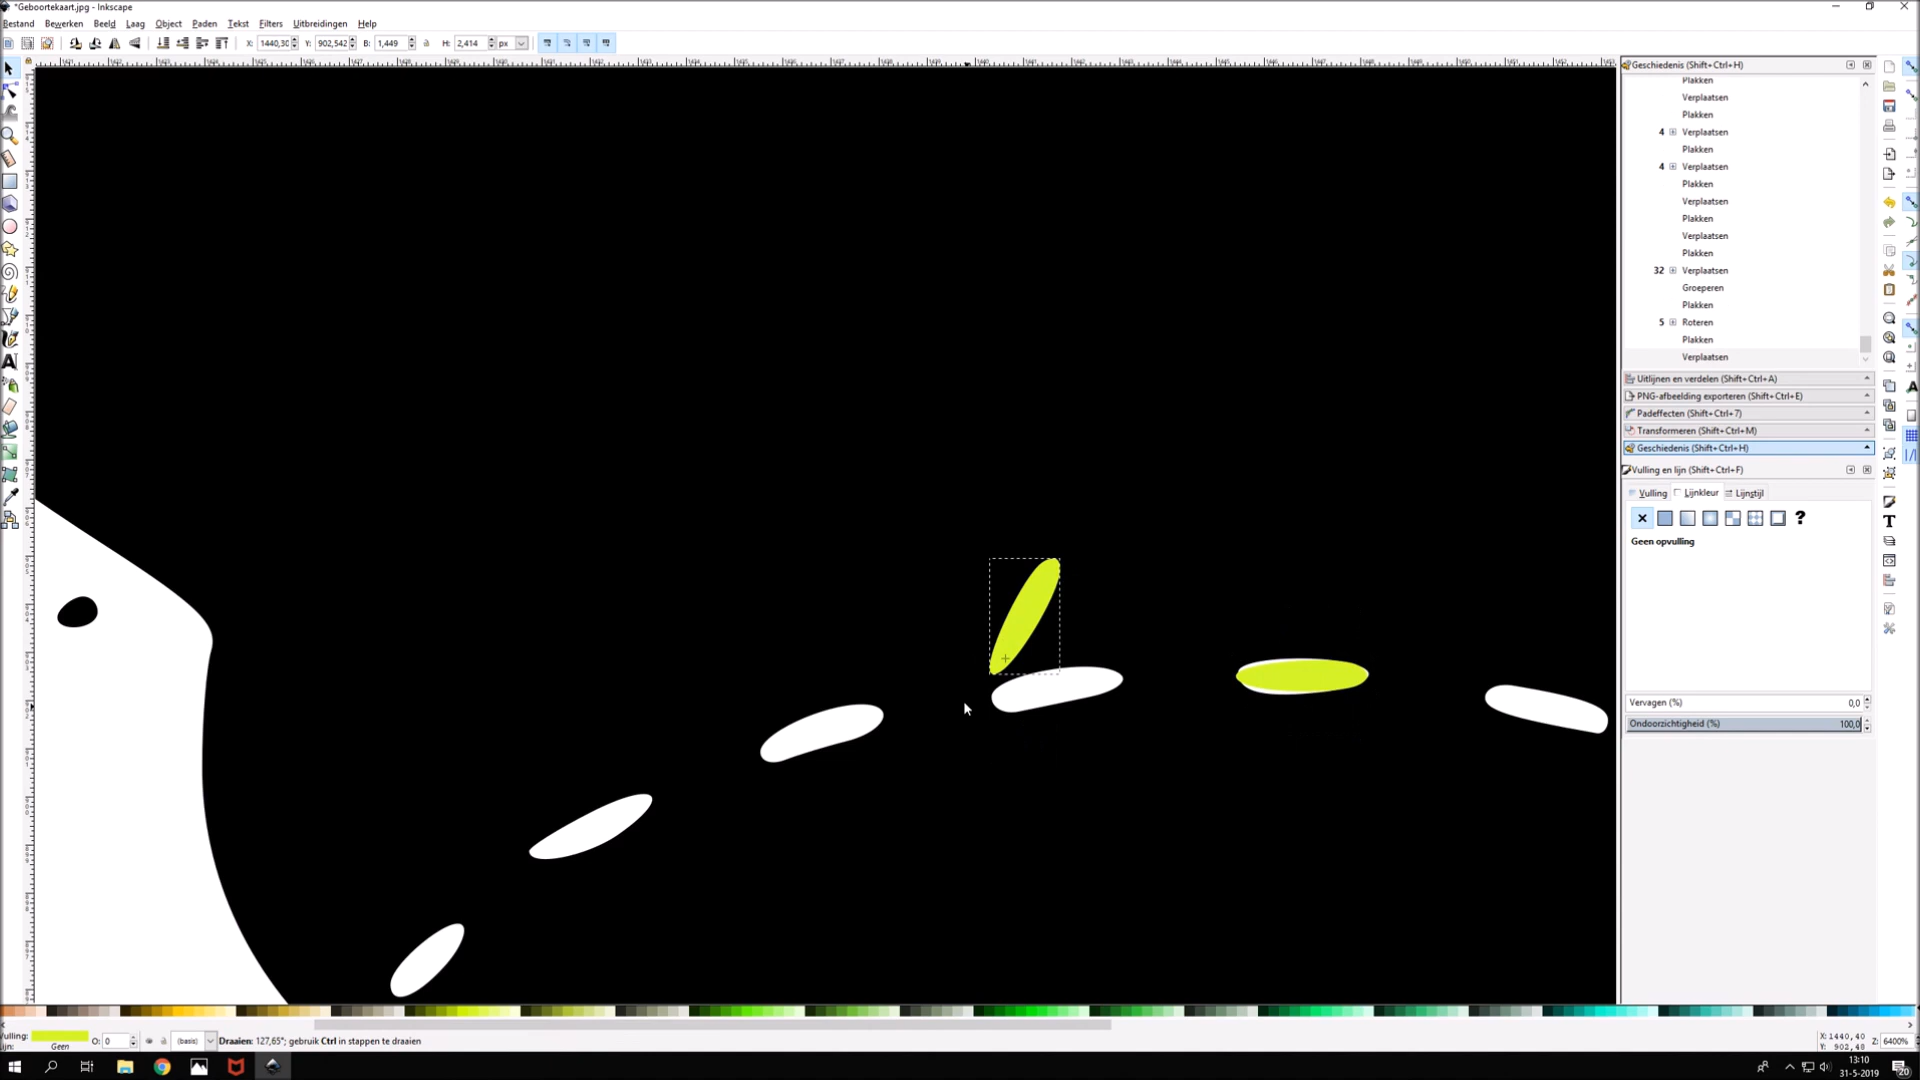 *Geboortekaart.jpg - Inkscape
Bestand Bewerken Beeld Laag Object Paden Tekst Filters Uitbreidingen Help
X: 1440,30 Y: 902,542 B: 1,449 H: 2,414 px
Geschiedenis (Shift+Ctrl+H)
Plakken
Verplaatsen
Plakken
4 Verplaatsen
Plakken
4 Verplaatsen
Plakken
Verplaatsen
Plakken
Verplaatsen
Plakken
32 Verplaatsen
Groeperen
Plakken
5 Roteren
Plakken
Verplaatsen
Uitlijnen en verdelen (Shift+Ctrl+A)
PNG-afbeelding exporteren (Shift+Ctrl+E)
Padeffecten (Shift+Ctrl+7)
Transformeren (Shift+Ctrl+M)
Geschiedenis (Shift+Ctrl+H)
Vulling en lijn (Shift+Ctrl+F)
Vulling Lijnkleur Lijnstijl
?
Geen opvulling
Vervagen (%) 0,0
Ondoorzichtigheid (%) 100,0
Vulling:
Lijn: Geen
O: 0
(basis)
Draaien: 127,65°; gebruik Ctrl in stappen te draaien
X:1440,40
Y: 902,48
Z: 6400%
13:10
31-5-2019
20